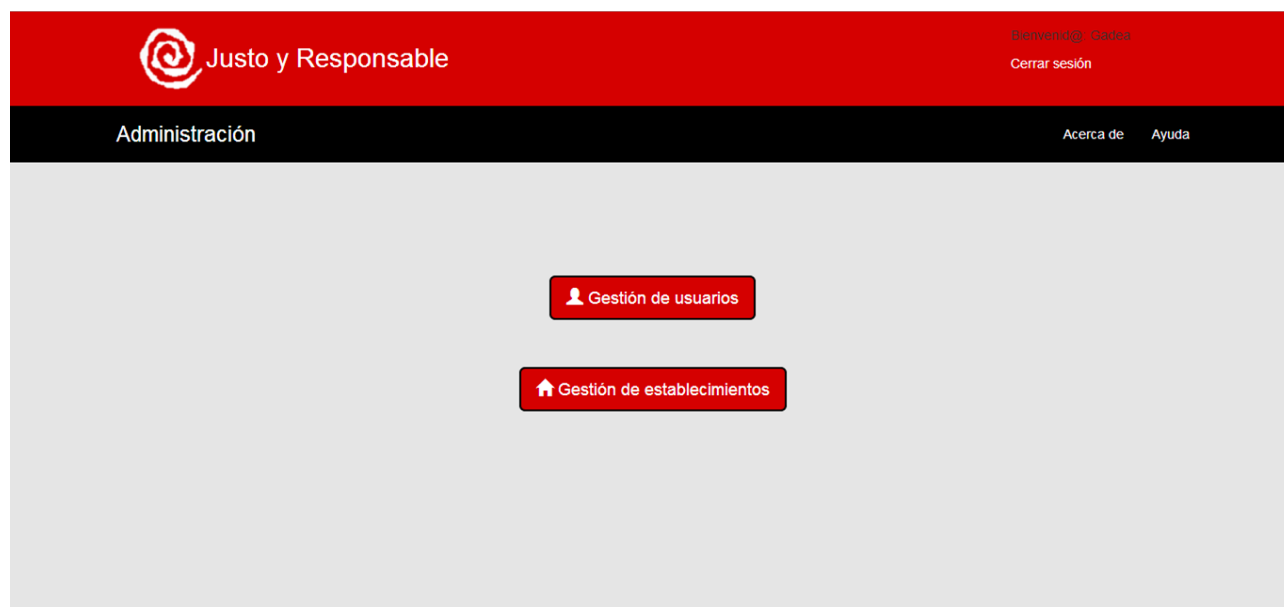 Justo y Responsable
Bienvenid@ Gadea
Cerrar sesión
Administración
Acerca de
Ayuda
Gestión de usuarios
Gestión de establecimientos